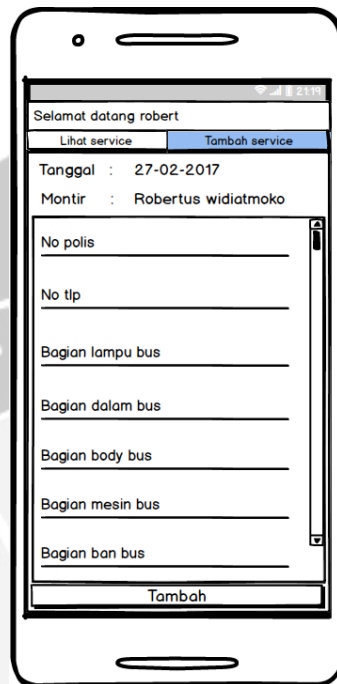 21:19
Selamat datang robert
Lihat service Tambah service
Tanggal : 27-02-2017
Montir : Robertus widiatmoko
No polis
No tlp
Bagian lampu bus
Bagian dalam bus
Bagian body bus
Bagian mesin bus
Bagian ban bus
Tambah